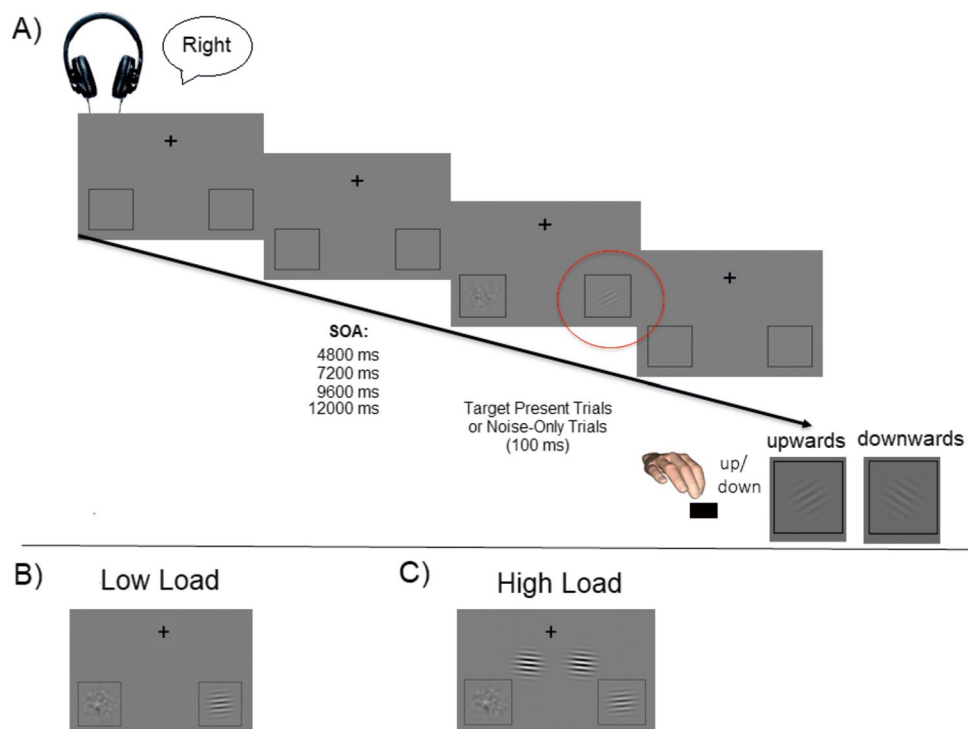 A)
Right
SOA:
4800 ms
7200 ms
9600 ms
12000 ms
Target Present Trials
or Noise-Only Trials
(100 ms)
up/
down
upwards
downwards
B)
Low Load
C)
High Load